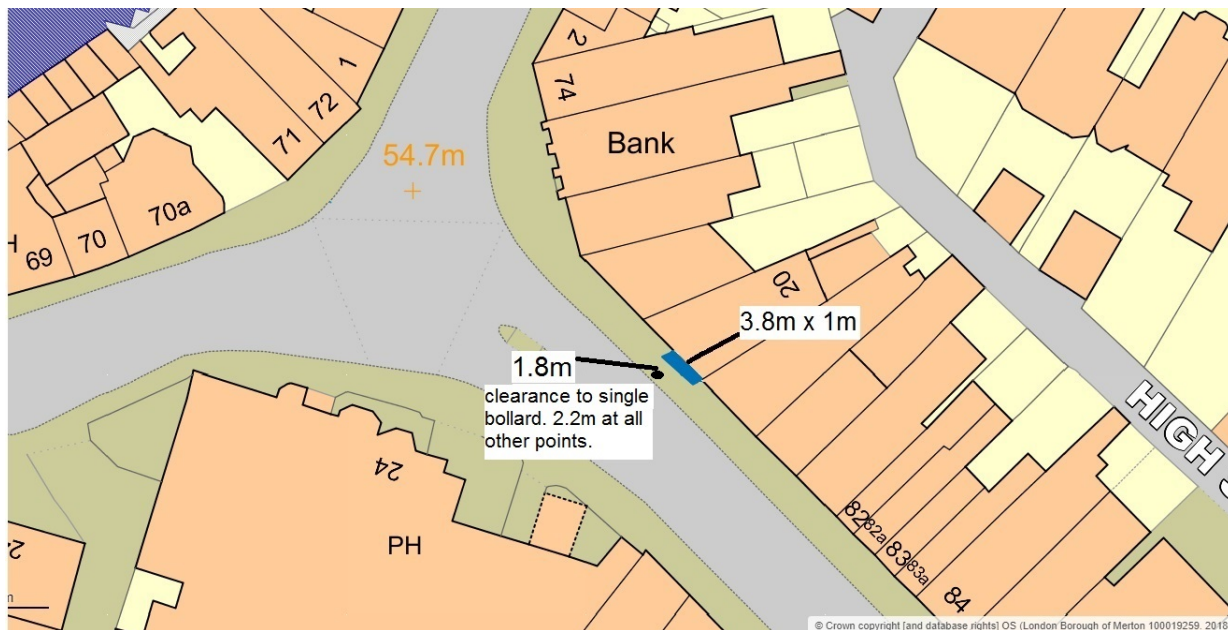 1
2
72
71
74
Bank
54.7m
70a
70
69
H
20
3.8m x 1m
1.8m
clearance to single
bollard. 2.2m at all
other points.
HIGH S
24
PH
82
82a
83
83a
84
m
© Crown copyright [and database rights] OS (London Borough of Merton 100019259. 2018